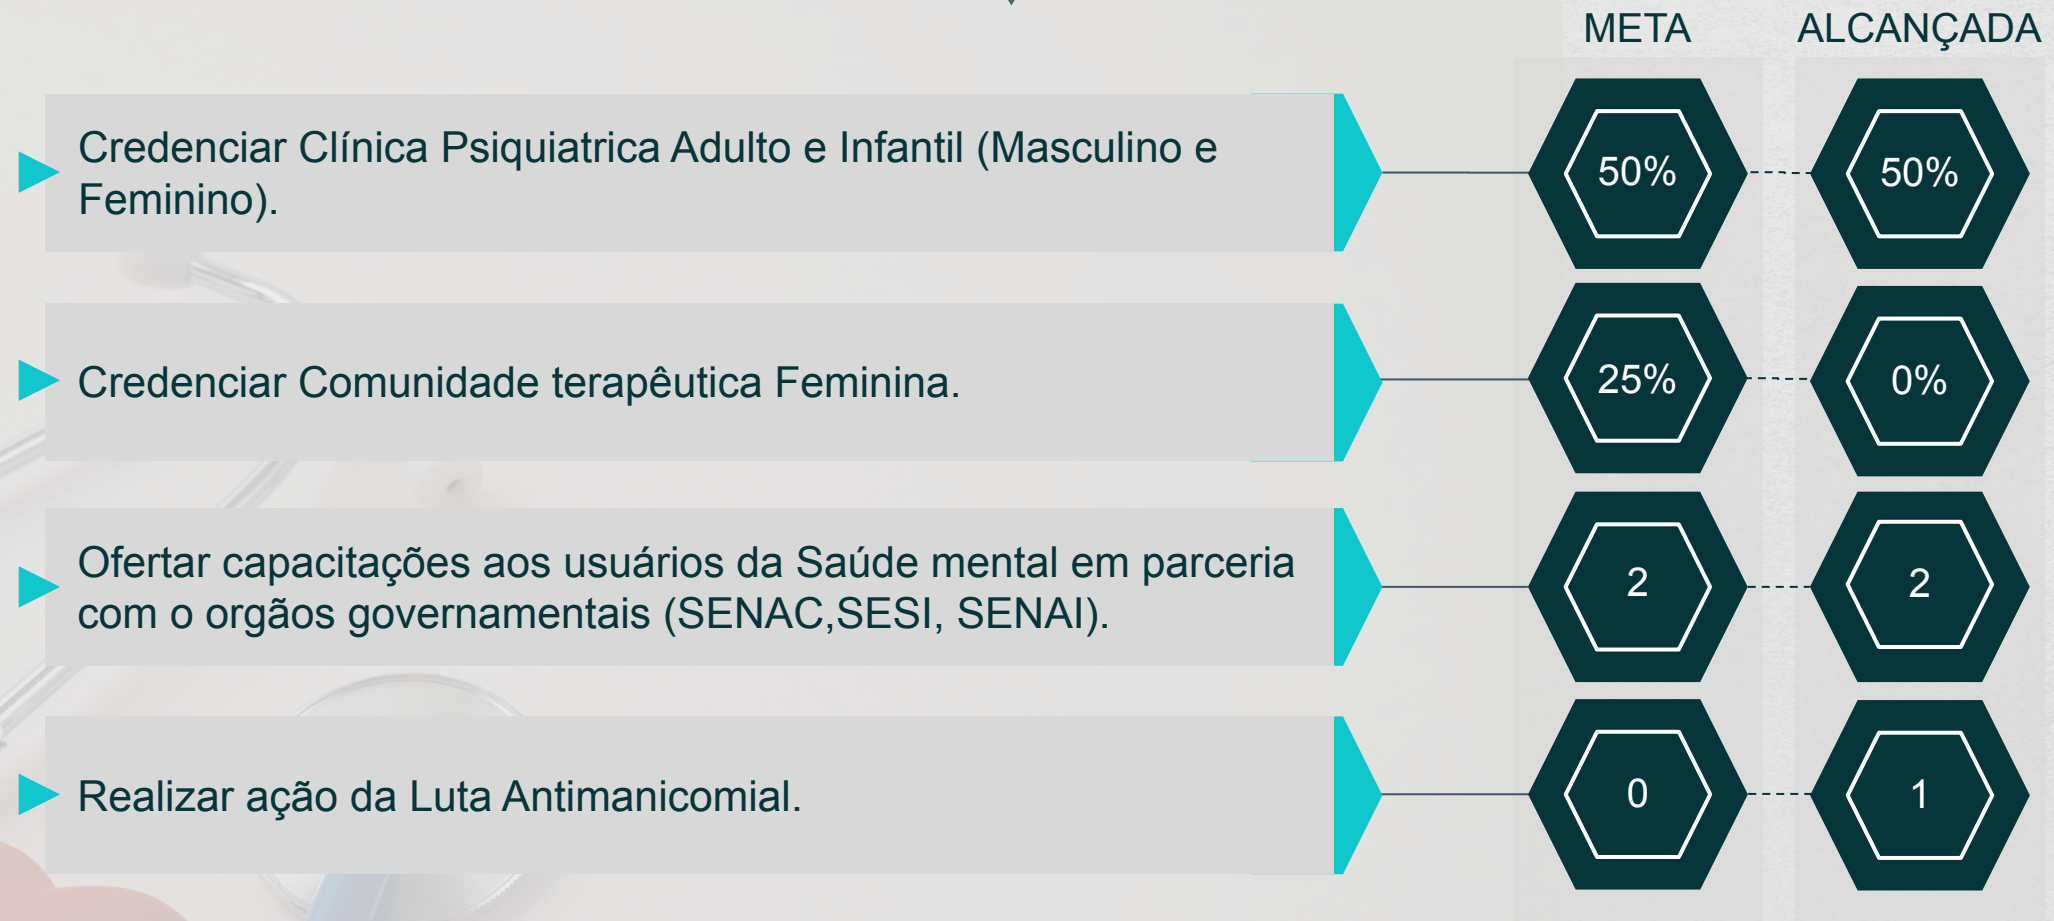 META ALCANÇADA
Credenciar Clínica Psiquiatrica Adulto e Infantil (Masculino e
Feminino).
50% 50%
Credenciar Comunidade terapêutica Feminina.
25% 0%
Ofertar capacitações aos usuários da Saúde mental em parceria
com o orgãos governamentais (SENAC,SESI, SENAI).
2 2
Realizar ação da Luta Antimanicomial.
0 1